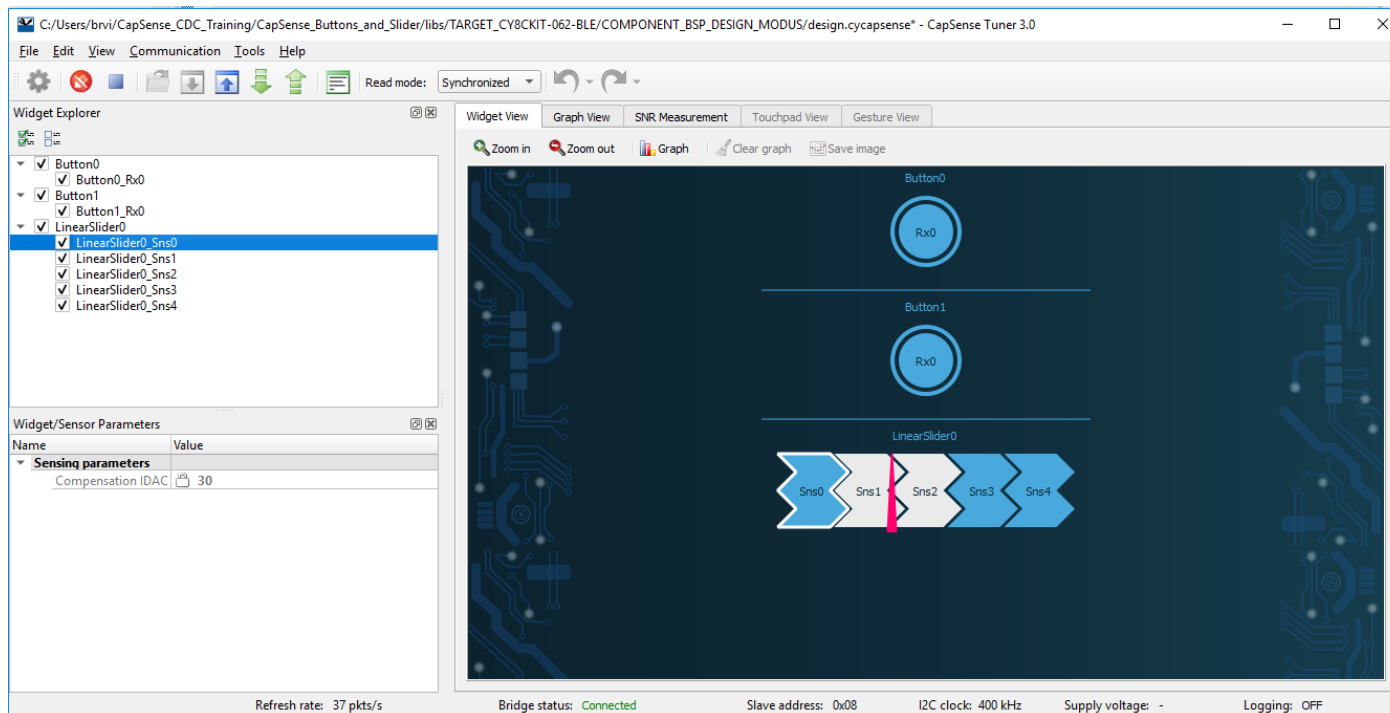 C:/Users/brvi/CapSense_CDC_Training/CapSense_Buttons_and_Slider/libs/TARGET_CY8CKIT-062-BLE/COMPONENT_BSP_DESIGN_MODUS/design.cycapsense* - CapSense Tuner 3.0
File Edit View Communication Tools Help
Read mode: Synchronized
Widget Explorer
Button0
Button0_Rx0
Button1
Button1_Rx0
LinearSlider0
LinearSlider0_Sns0
LinearSlider0_Sns1
LinearSlider0_Sns2
LinearSlider0_Sns3
LinearSlider0_Sns4
Widget/Sensor Parameters
Name Value
Sensing parameters
Compensation IDAC 30
Widget View Graph View SNR Measurement Touchpad View Gesture View
Zoom in Zoom out Graph Clear graph Save image
Button0
Rx0
Button1
Rx0
LinearSlider0
Sns0 Sns1 Sns2 Sns3 Sns4
Refresh rate: 37 pkts/s Bridge status: Connected Slave address: 0x08 I2C clock: 400 kHz Supply voltage: - Logging: OFF